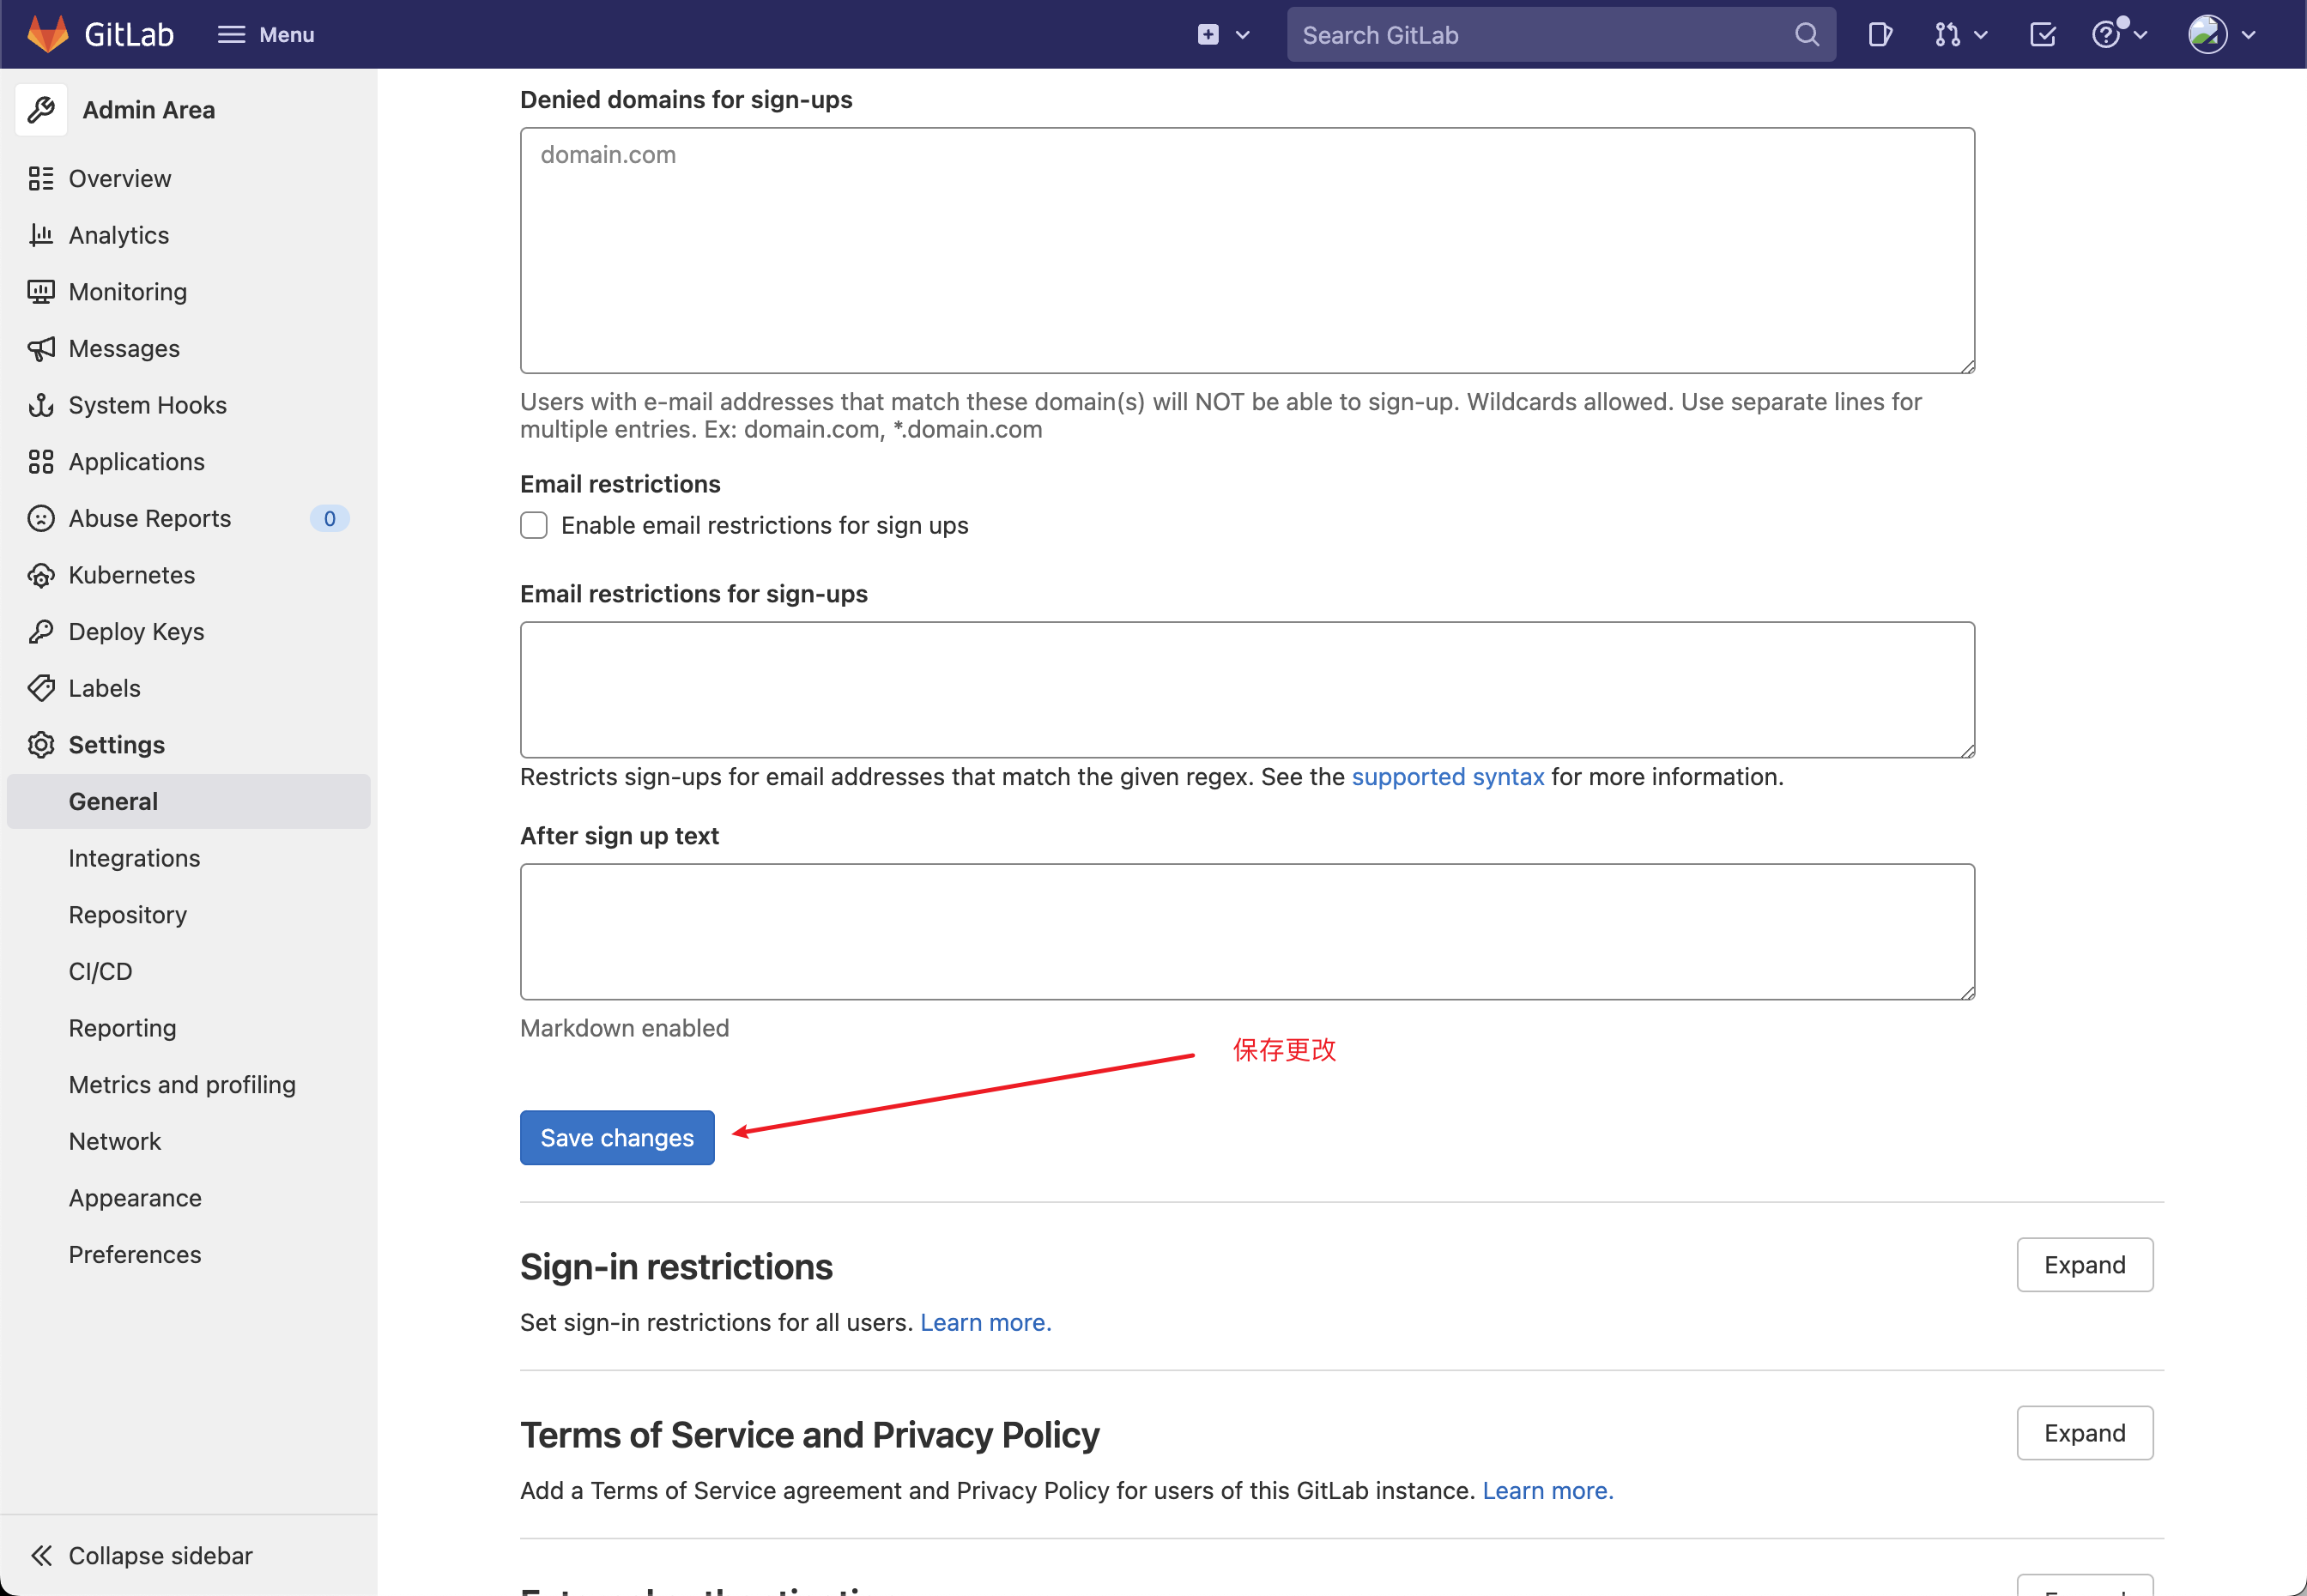 GitLab
Menu
Search GitLab
Admin Area
Overview
Analytics
Monitoring
Messages
System Hooks
Applications
Abuse Reports 0
Kubernetes
Deploy Keys
Labels
Settings
General
Integrations
Repository
CI/CD
Reporting
Metrics and profiling
Network
Appearance
Preferences
Collapse sidebar
Denied domains for sign-ups
domain.com
Users with e-mail addresses that match these domain(s) will NOT be able to sign-up. Wildcards allowed. Use separate lines for
multiple entries. Ex: domain.com, *.domain.com
Email restrictions
Enable email restrictions for sign ups
Email restrictions for sign-ups
Restricts sign-ups for email addresses that match the given regex. See the supported syntax for more information.
After sign up text
Markdown enabled
保存更改
Save changes
Sign-in restrictions
Expand
Set sign-in restrictions for all users. Learn more.
Terms of Service and Privacy Policy
Expand
Add a Terms of Service agreement and Privacy Policy for users of this GitLab instance. Learn more.